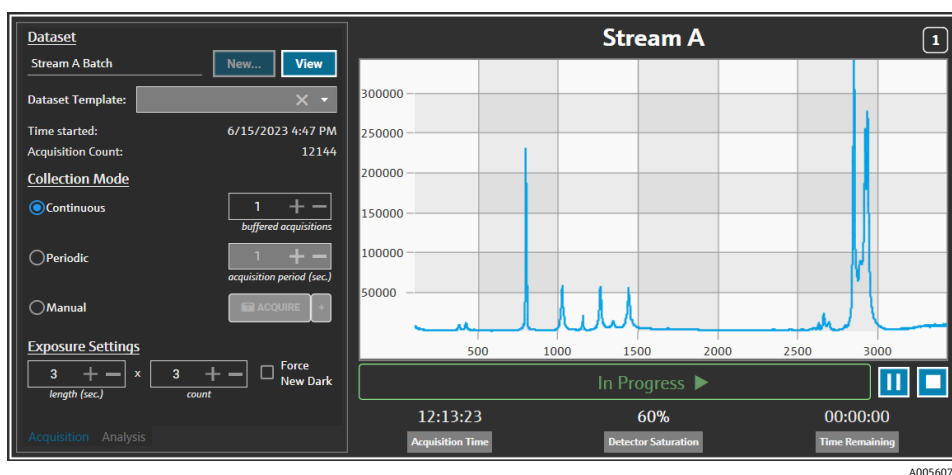 Dataset
Stream A Batch New... View
Dataset Template:
Time started: 6/15/2023 4:47 PM
Acquisition Count: 12144
Collection Mode
Continuous 1
buffered acquisitions
Periodic 1
acquisition period (sec.)
Manual ACQUIRE +
Exposure Settings
3 x 3 Force
New Dark
length (sec.) count
Acquisition Analysis
Stream A 1
300000
250000
200000
150000
100000
50000
500 1000 1500 2000 2500 3000
In Progress
12:13:23 60% 00:00:00
Acquisition Time Detector Saturation Time Remaining
A005607